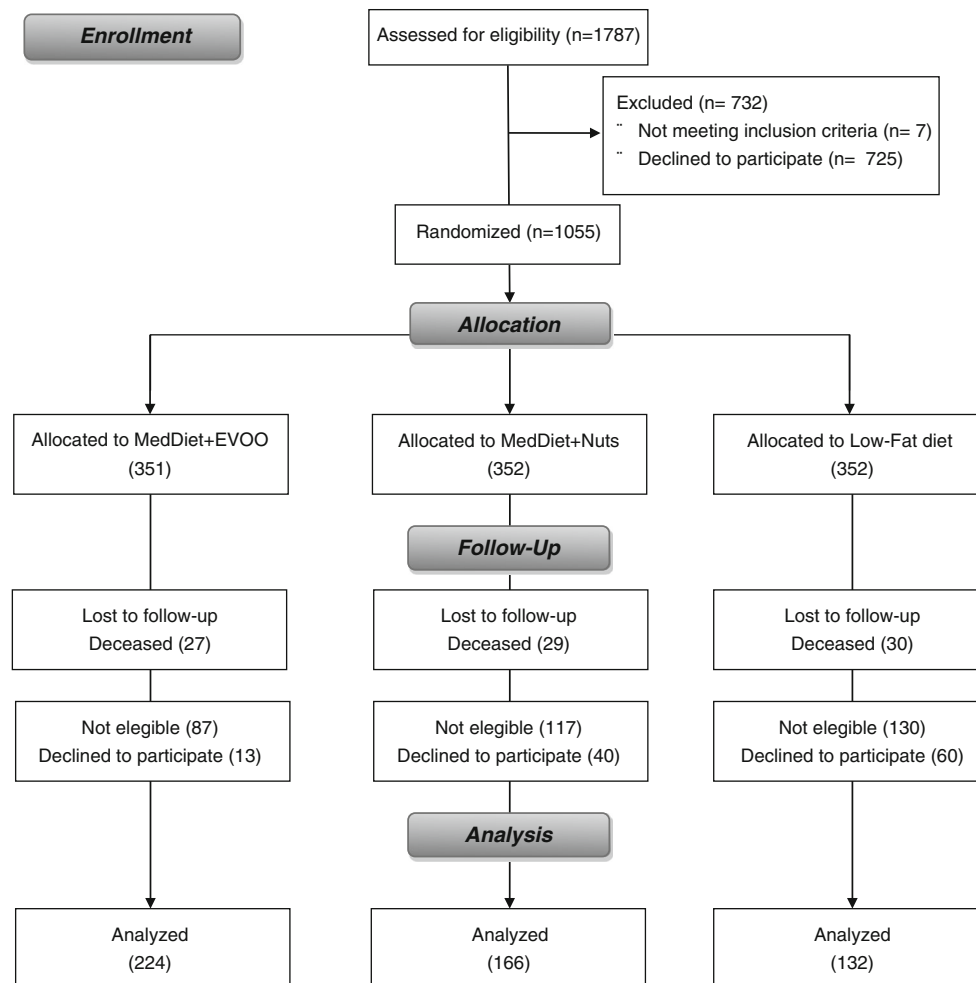 Enrollment
Assessed for eligibility (n=1787)
Excluded (n= 732)
¨ Not meeting inclusion criteria (n= 7)
¨ Declined to participate (n= 725)
Randomized (n=1055)
Allocation
Allocated to MedDiet+EVOO
(351)
Allocated to MedDiet+Nuts
(352)
Allocated to Low-Fat diet
(352)
Follow-Up
Lost to follow-up
Deceased (27)
Lost to follow-up
Deceased (29)
Lost to follow-up
Deceased (30)
Not elegible (87)
Declined to participate (13)
Not elegible (117)
Declined to participate (40)
Not elegible (130)
Declined to participate (60)
Analysis
Analyzed
(224)
Analyzed
(166)
Analyzed
(132)